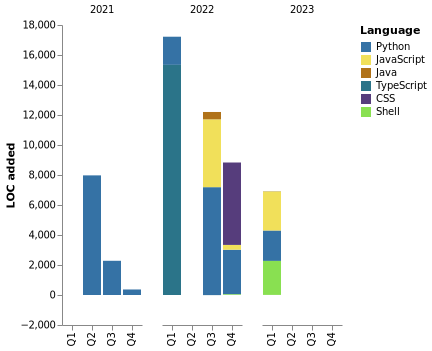 2021 2022 2023
Language
Python
JavaScript
Java
TypeScript
CSS
Shell
LOC added
18,000
16,000
14,000
12,000
10,000
8,000
6,000
4,000
2,000
0
−2,000
Q1 Q2 Q3 Q4 Q1 Q2 Q3 Q4 Q1 Q2 Q3 Q4